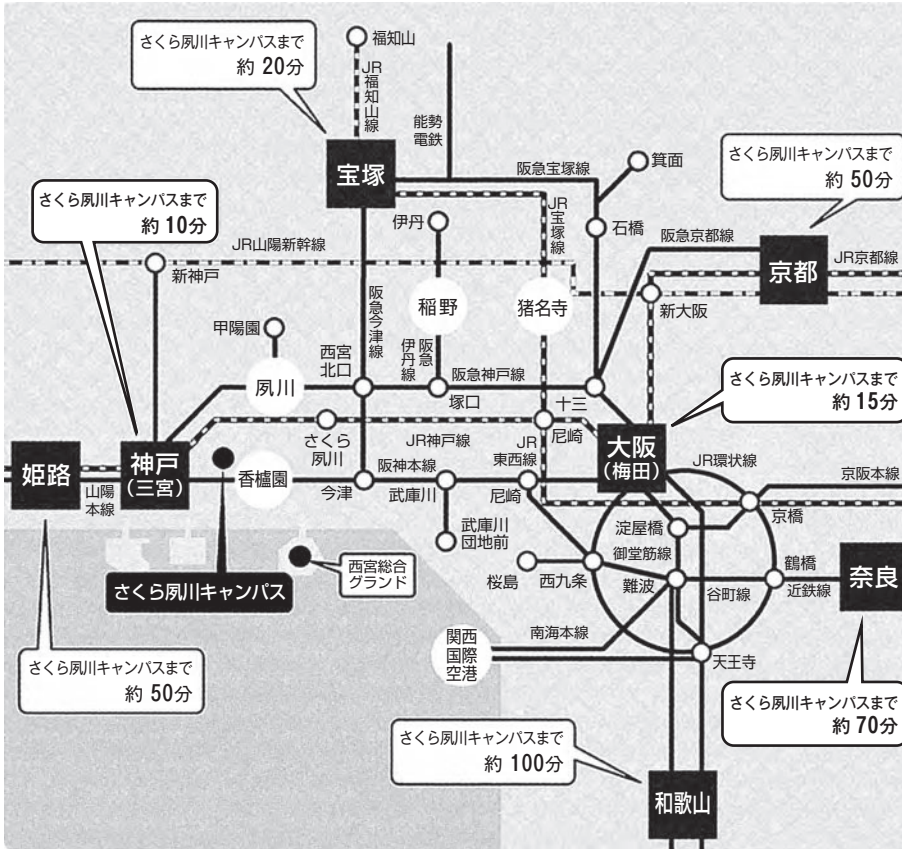 さくら夙川キャンパスまで
約 20分
福知山
JR福知山線
能勢
電鉄
宝塚
阪急宝塚線
箕面
さくら夙川キャンパスまで
約 50分
さくら夙川キャンパスまで
約 10分
伊丹
JR宝塚線
石橋
阪急京都線
JR山陽新幹線
新神戸
京都
JR京都線
阪急今津線
稲野
猪名寺
新大阪
甲陽園
西宮
北口
阪急
伊丹線
阪急神戸線
夙川
塚口
十三
さくら夙川キャンパスまで
約 15分
さくら
夙川
JR神戸線
尼崎
JR
東西線
大阪
(梅田)
JR環状線
姫路
山陽
本線
神戸
(三宮)
香櫨園
今津
阪神本線
武庫川
尼崎
京阪本線
京橋
淀屋橋
武庫川
団地前
御堂筋線
鶴橋
桜島
西九条
難波
谷町線
近鉄線
奈良
さくら夙川キャンパス
西宮総合
グランド
関西
国際
空港
南海本線
天王寺
さくら夙川キャンパスまで
約 50分
さくら夙川キャンパスまで
約 70分
さくら夙川キャンパスまで
約 100分
和歌山